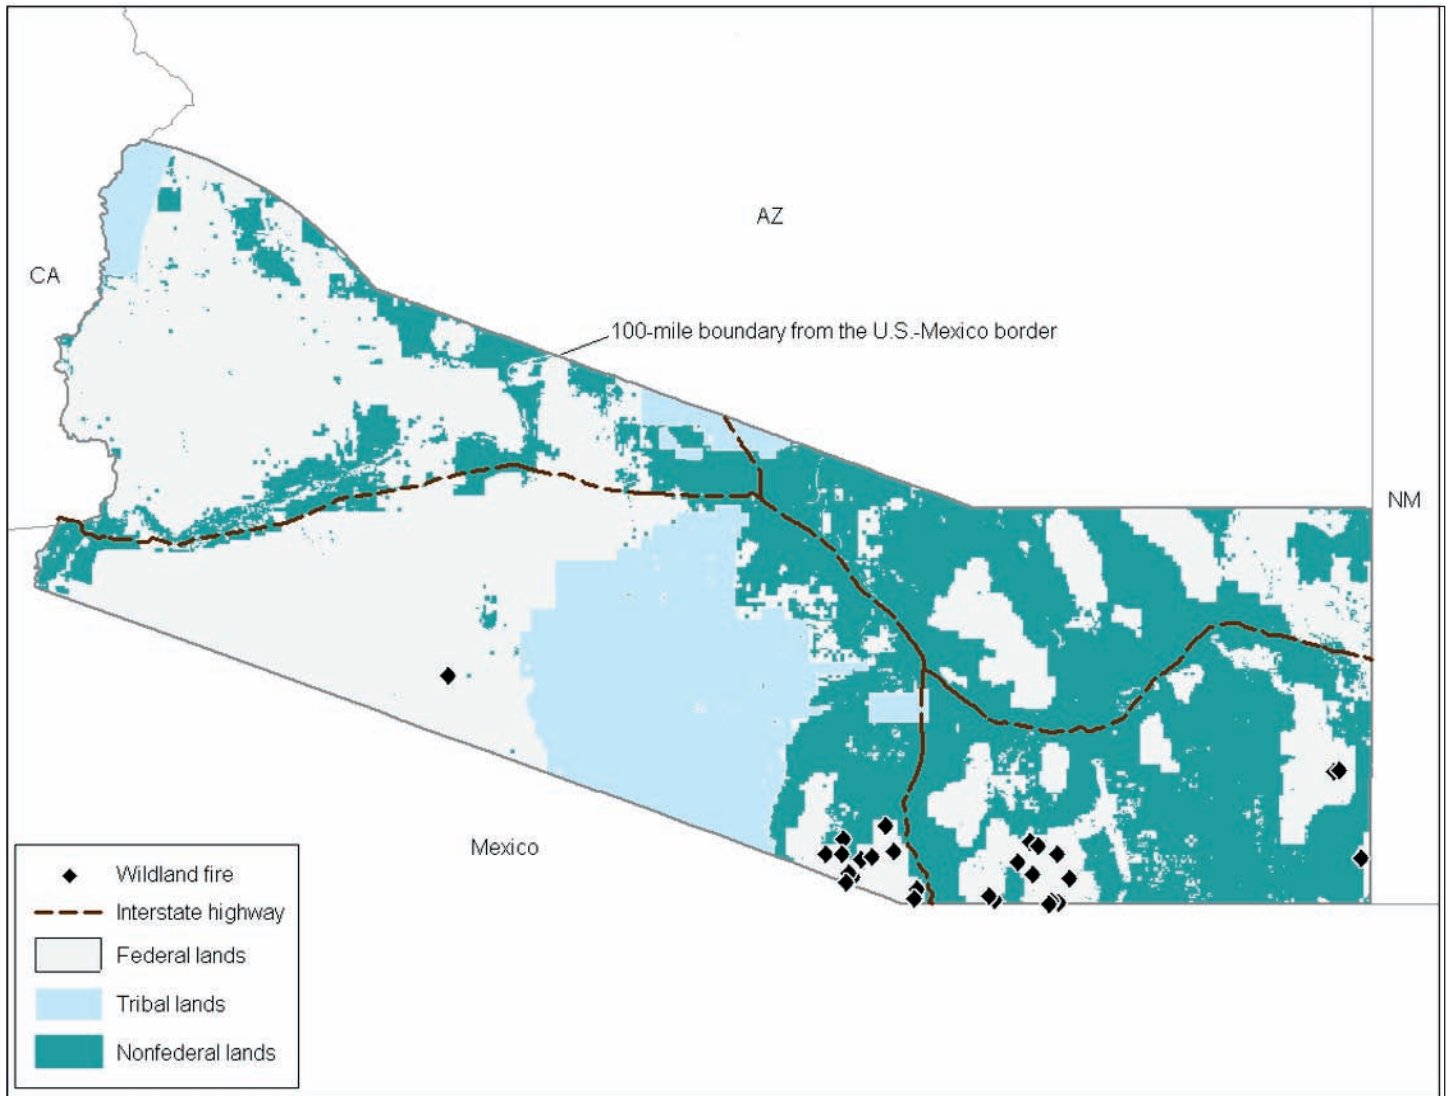 AZ
CA
100-mile boundary from the U.S.-Mexico border
NM
Mexico
Wildland fire
Interstate highway
Federal lands
Tribal lands
Nonfederal lands